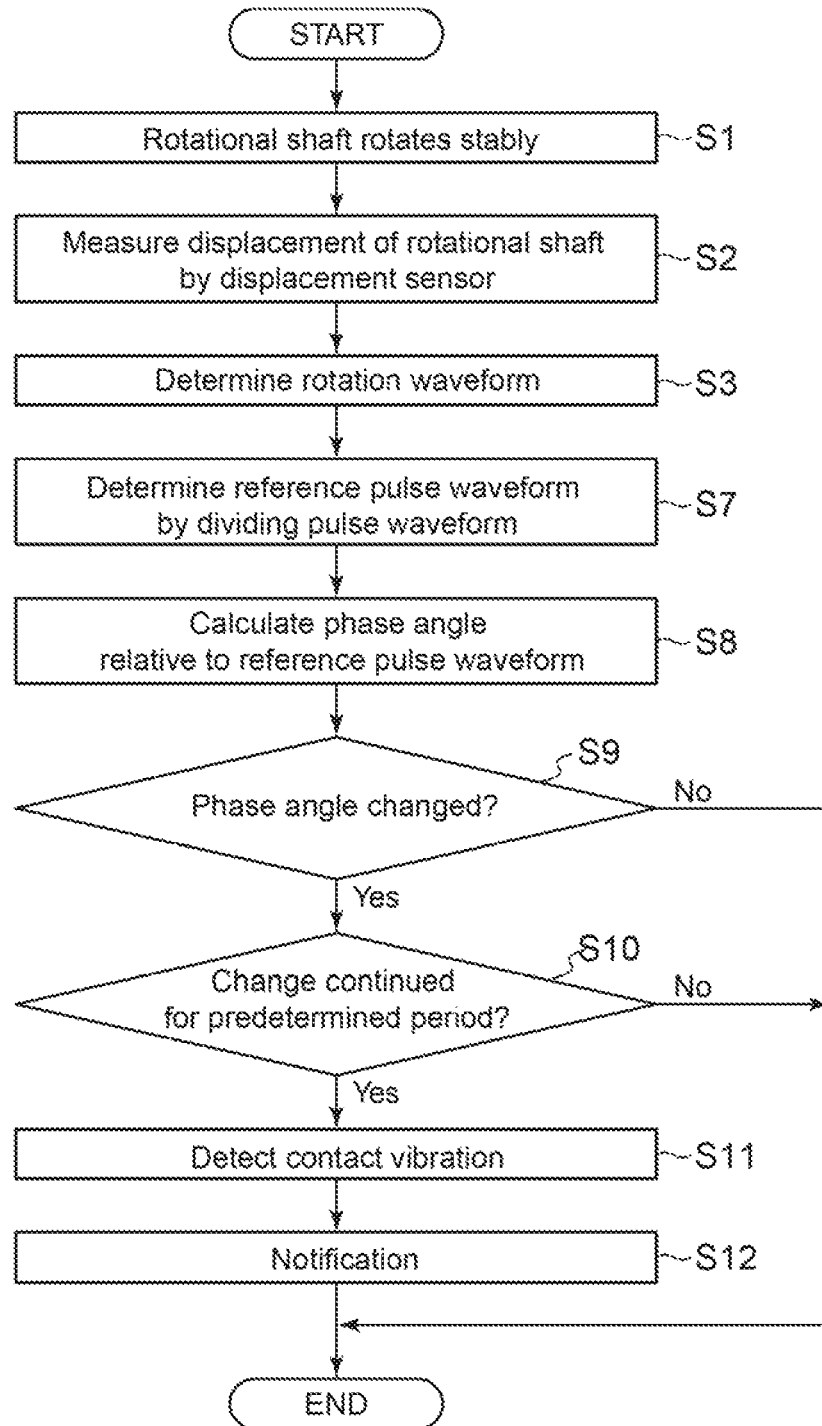 START
Rotational shaft rotates stably
S1
Measure displacement of rotational shaft
by displacement sensor
S2
Determine rotation waveform
S3
Determine reference pulse waveform
by dividing pulse waveform
S7
Calculate phase angle
relative to reference pulse waveform
S8
S9
Phase angle changed?
No
Yes
S10
Change continued
for predetermined period?
No
Yes
Detect contact vibration
S11
Notification
S12
END